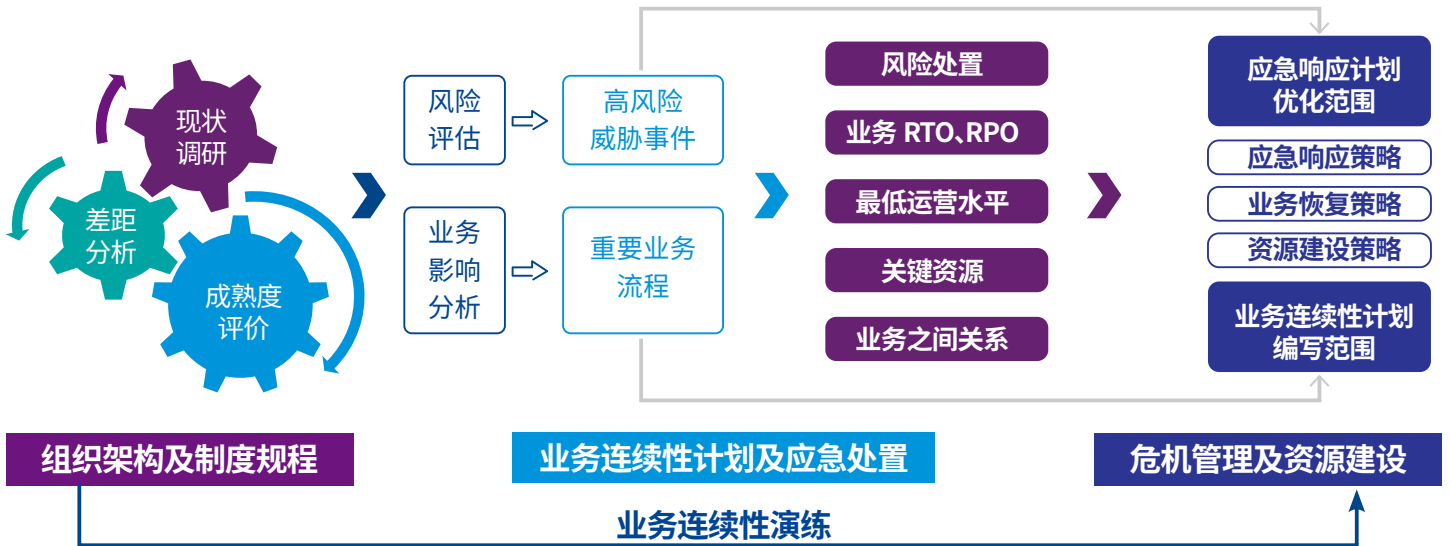 现状
调研
差距
分析
成熟度
评价
风险
评估
高风险
威胁事件
业务
影响
分析
重要业务
流程
风险处置
业务 RTO、RPO
最低运营水平
关键资源
业务之间关系
应急响应计划
优化范围
应急响应策略
业务恢复策略
资源建设策略
业务连续性计划
编写范围
组织架构及制度规程
业务连续性计划及应急处置
危机管理及资源建设
业务连续性演练